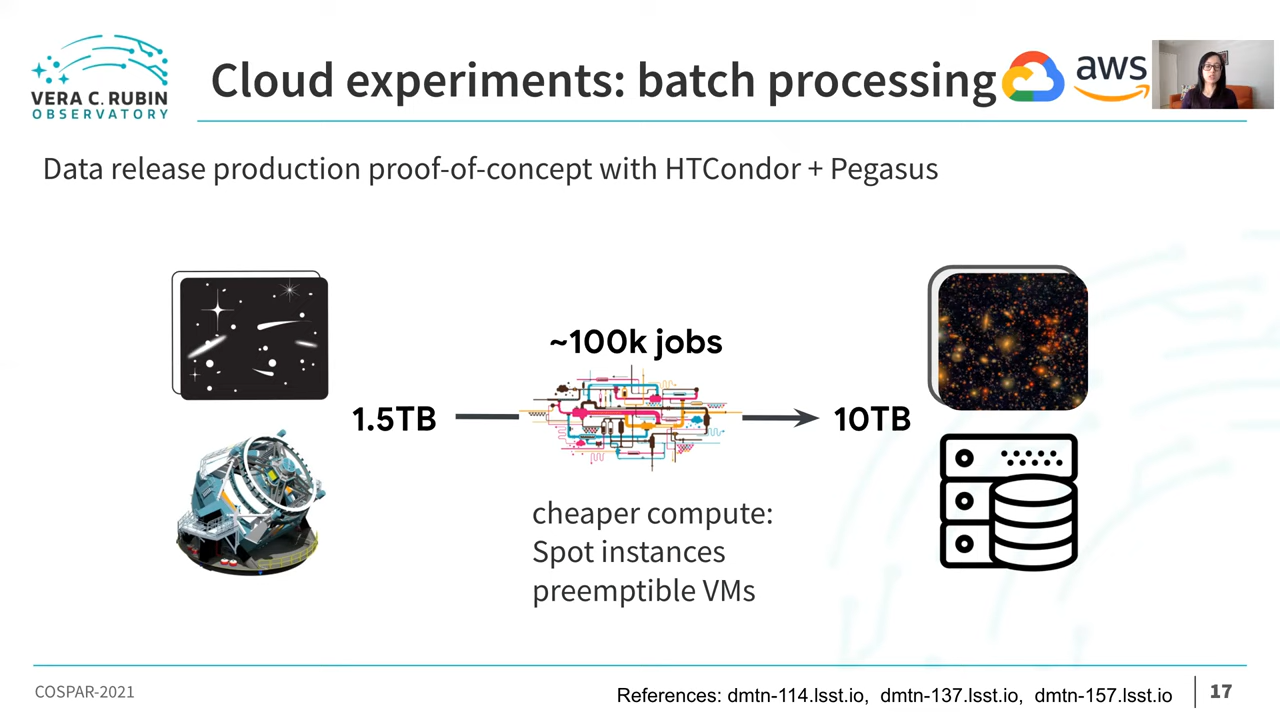 VERA C. RUBIN
OBSERVATORY
Cloud experiments: batch processing
aws
Data release production proof-of-concept with HTCondor + Pegasus
~100k jobs
1.5TB
10TB
cheaper compute:
Spot instances
preemptible VMs
COSPAR-2021
References: dmtn-114.lsst.io, dmtn-137.lsst.io, dmtn-157.lsst.io
17